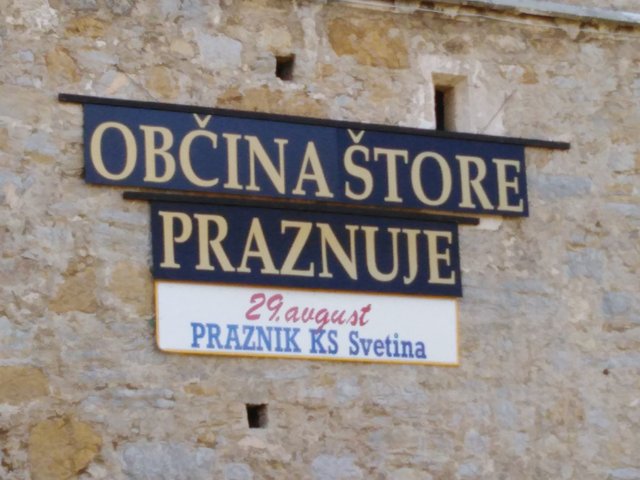 OBČINA ŠTORE
PRAZNUJE
29. avgust
PRAZNIK KS Svetina